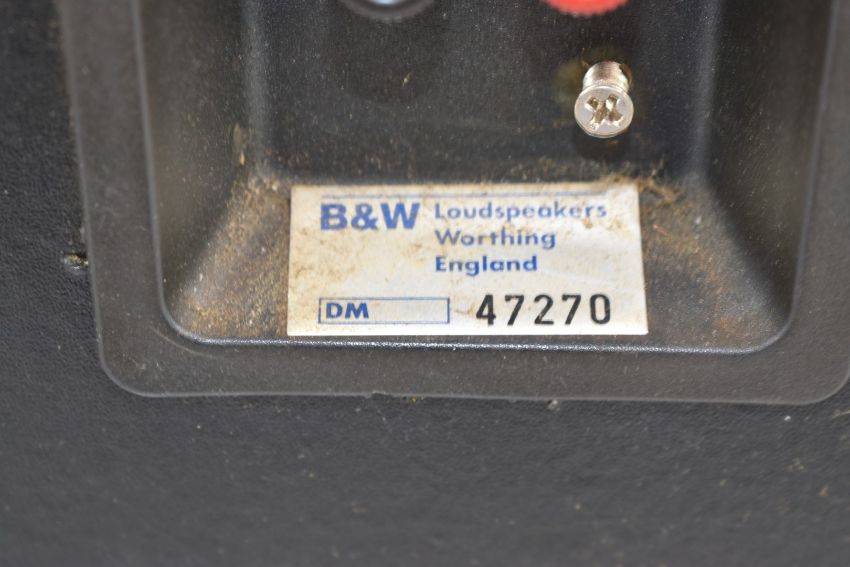 B&W Loudspeakers
Worthing
England
DM 47270